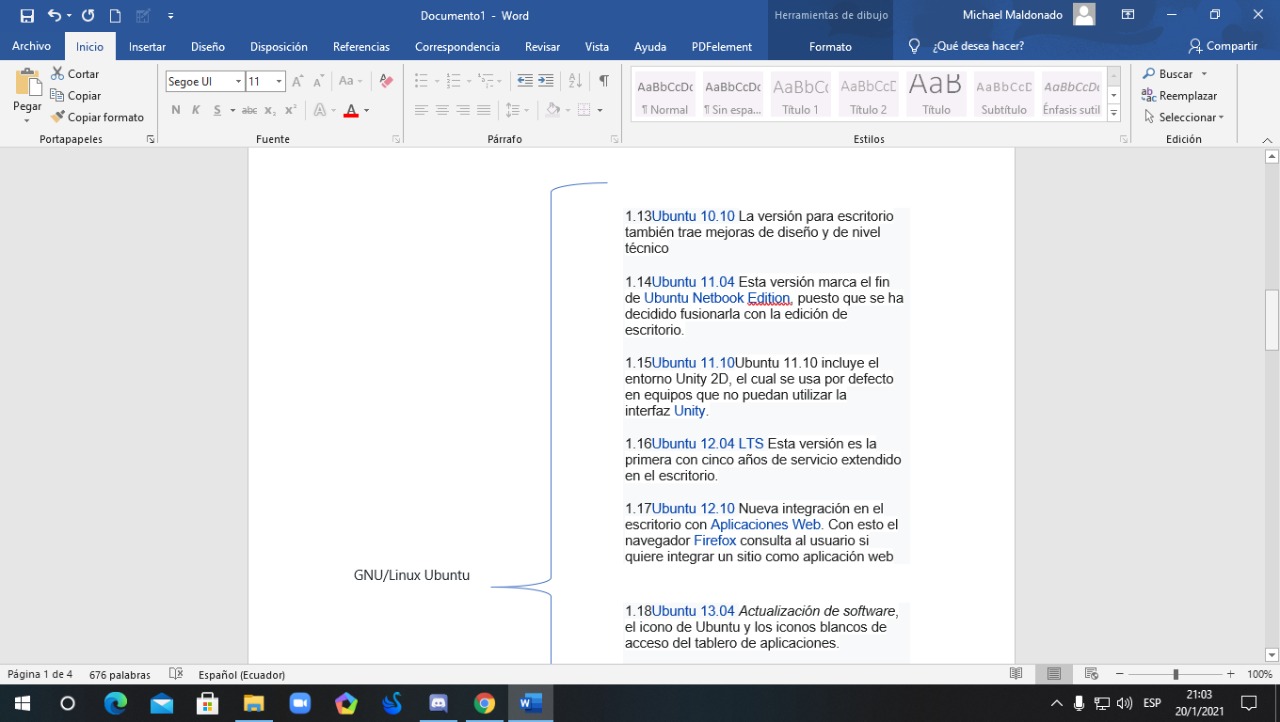 Documento1 - Word
Herramientas de dibujo
Michael Maldonado
Archivo
Inicio
Insertar
Diseño
Disposición
Referencias
Correspondencia
Revisar
Vista
Ayuda
PDFelement
Formato
¿Qué desea hacer?
Compartir
Pegar
Cortar
Copiar
Copiar formato
Portapapeles
Segoe UI
11
A A Aa
N K S abc x₂ x² A A
Fuente
Párrafo
AaBbCcDc
¶ Normal
AaBbCcDc
¶ Sin espa...
AaBbC
Título 1
AaBbCcD
Título 2
AaB
Título
AaBbCcD
Subtítulo
AaBbCcDc
Énfasis sutil
Estilos
Buscar
Reemplazar
Seleccionar
Edición
1.13Ubuntu 10.10 La versión para escritorio
también trae mejoras de diseño y de nivel
técnico
1.14Ubuntu 11.04 Esta versión marca el fin
de Ubuntu Netbook Edition, puesto que se ha
decidido fusionarla con la edición de
escritorio.
1.15Ubuntu 11.10Ubuntu 11.10 incluye el
entorno Unity 2D, el cual se usa por defecto
en equipos que no puedan utilizar la
interfaz Unity.
1.16Ubuntu 12.04 LTS Esta versión es la
primera con cinco años de servicio extendido
en el escritorio.
1.17Ubuntu 12.10 Nueva integración en el
escritorio con Aplicaciones Web. Con esto el
navegador Firefox consulta al usuario si
quiere integrar un sitio como aplicación web
GNU/Linux Ubuntu
1.18Ubuntu 13.04 Actualización de software,
el icono de Ubuntu y los iconos blancos de
acceso del tablero de aplicaciones.
Página 1 de 4
676 palabras
Español (Ecuador)
100%
ESP
21:03
20/1/2021